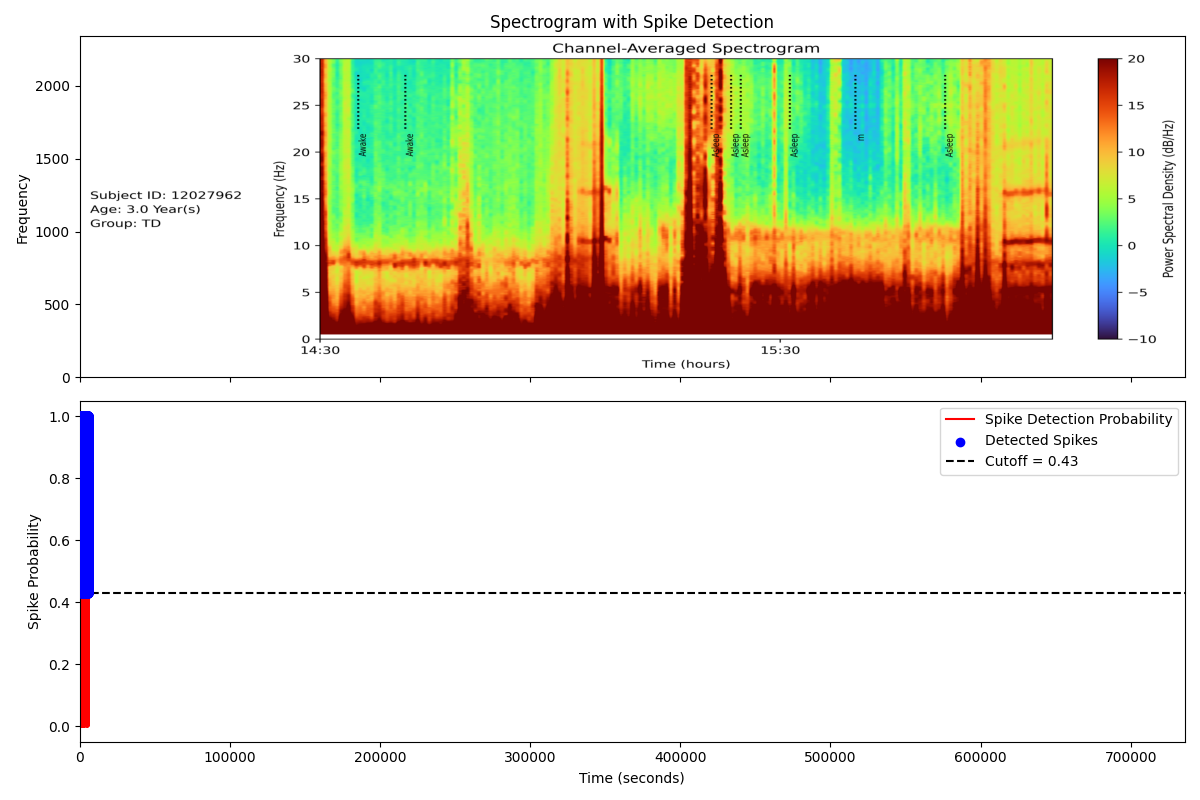 Spectrogram with Spike Detection
Channel-Averaged Spectrogram
Frequency
2000
1500
1000
500
0
Subject ID: 12027962
Age: 3.0 Year(s)
Group: TD
Frequency (Hz)
30
25
20
15
10
5
0
Awake
Awake
Asleep
Asleep
Asleep
Asleep
m
Asleep
14:30
15:30
Time (hours)
20
15
10
5
0
−5
−10
Power Spectral Density (dB/Hz)
Spike Probability
1.0
0.8
0.6
0.4
0.2
0.0
Spike Detection Probability
Detected Spikes
Cutoff = 0.43
0
100000
200000
300000
400000
500000
600000
700000
Time (seconds)